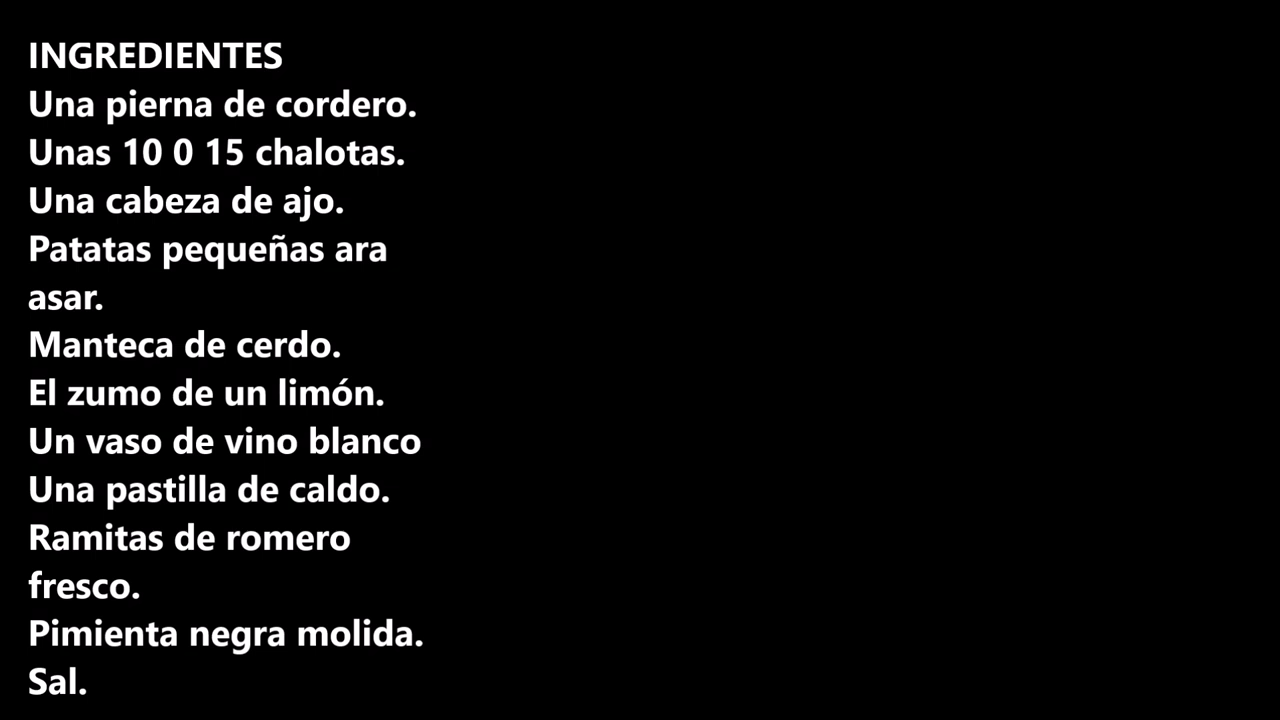 INGREDIENTES
Una pierna de cordero.
Unas 10 0 15 chalotas.
Una cabeza de ajo.
Patatas pequeñas ara
asar.
Manteca de cerdo.
El zumo de un limón.
Un vaso de vino blanco
Una pastilla de caldo.
Ramitas de romero
fresco.
Pimienta negra molida.
Sal.